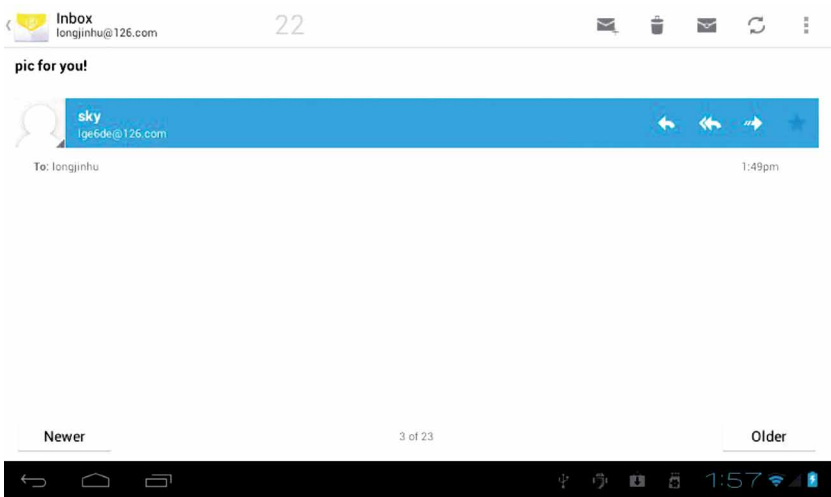 Inbox
longjinhu@126.com
22
pic for you!
sky
lge6de@126.com
To: longjinhu
1:49pm
Newer
3 of 23
Older
1:57